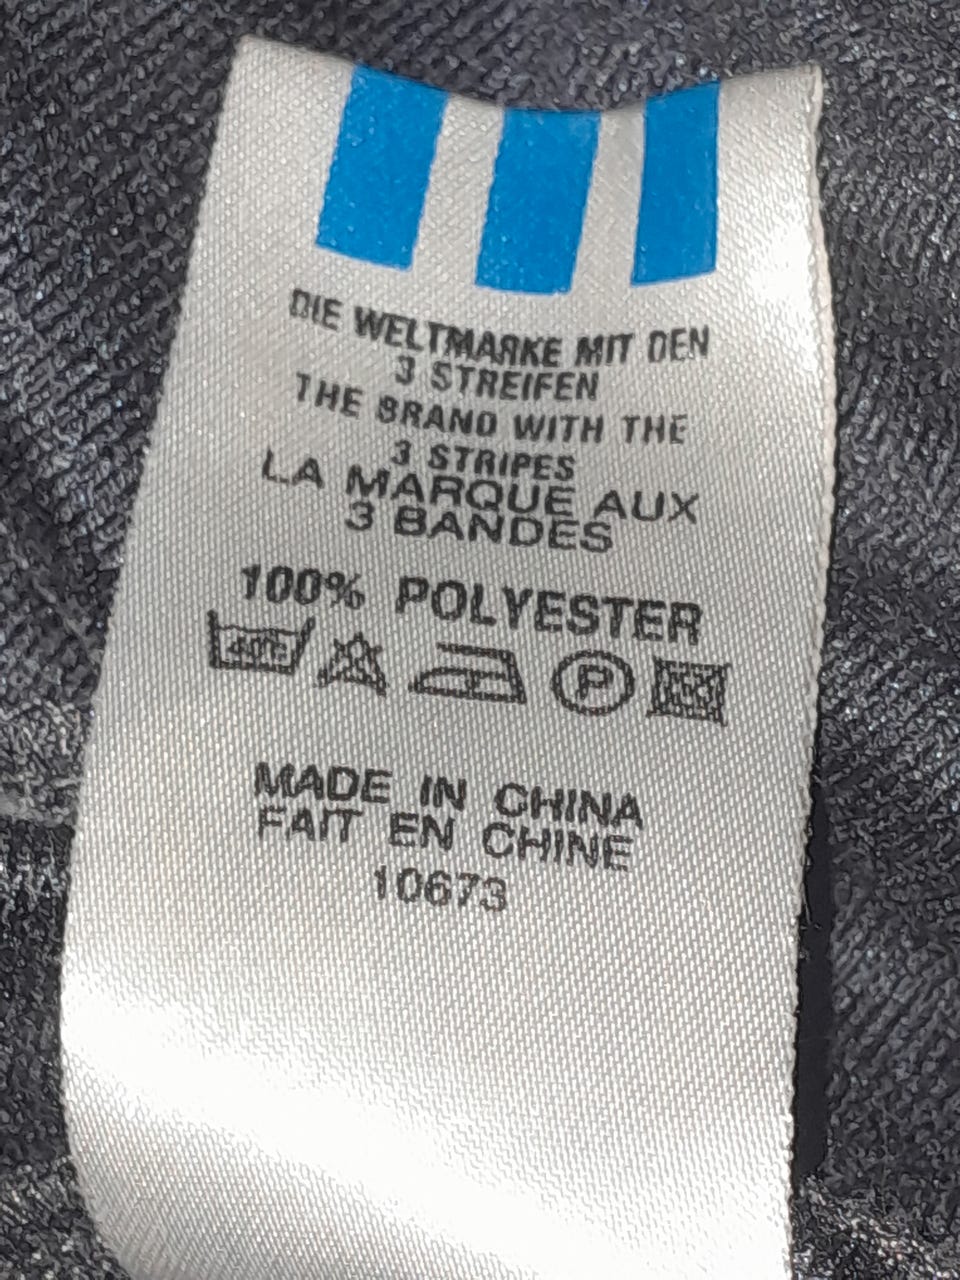 DIE WELTMARKE MIT DEN
3 STREIFEN
THE BRAND WITH THE
3 STRIPES
LA MARQUE AUX
3 BANDES
100% POLYESTER
40°C P
MADE IN CHINA
FAIT EN CHINE
10673